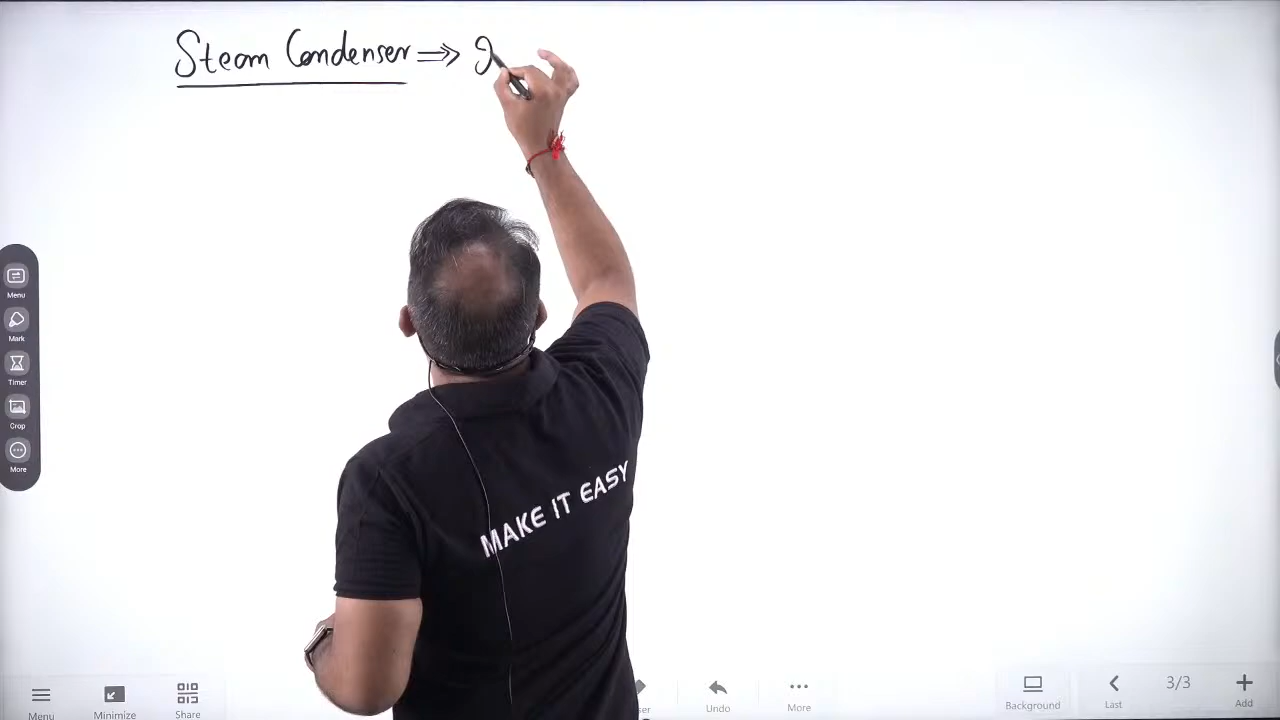 Steam Condenser ⇒
MAKE IT EASY
Menu
Mark
Timer
Crop
More
Menu
Minimize
Share
Undo
More
Background
Last
3/3
Add